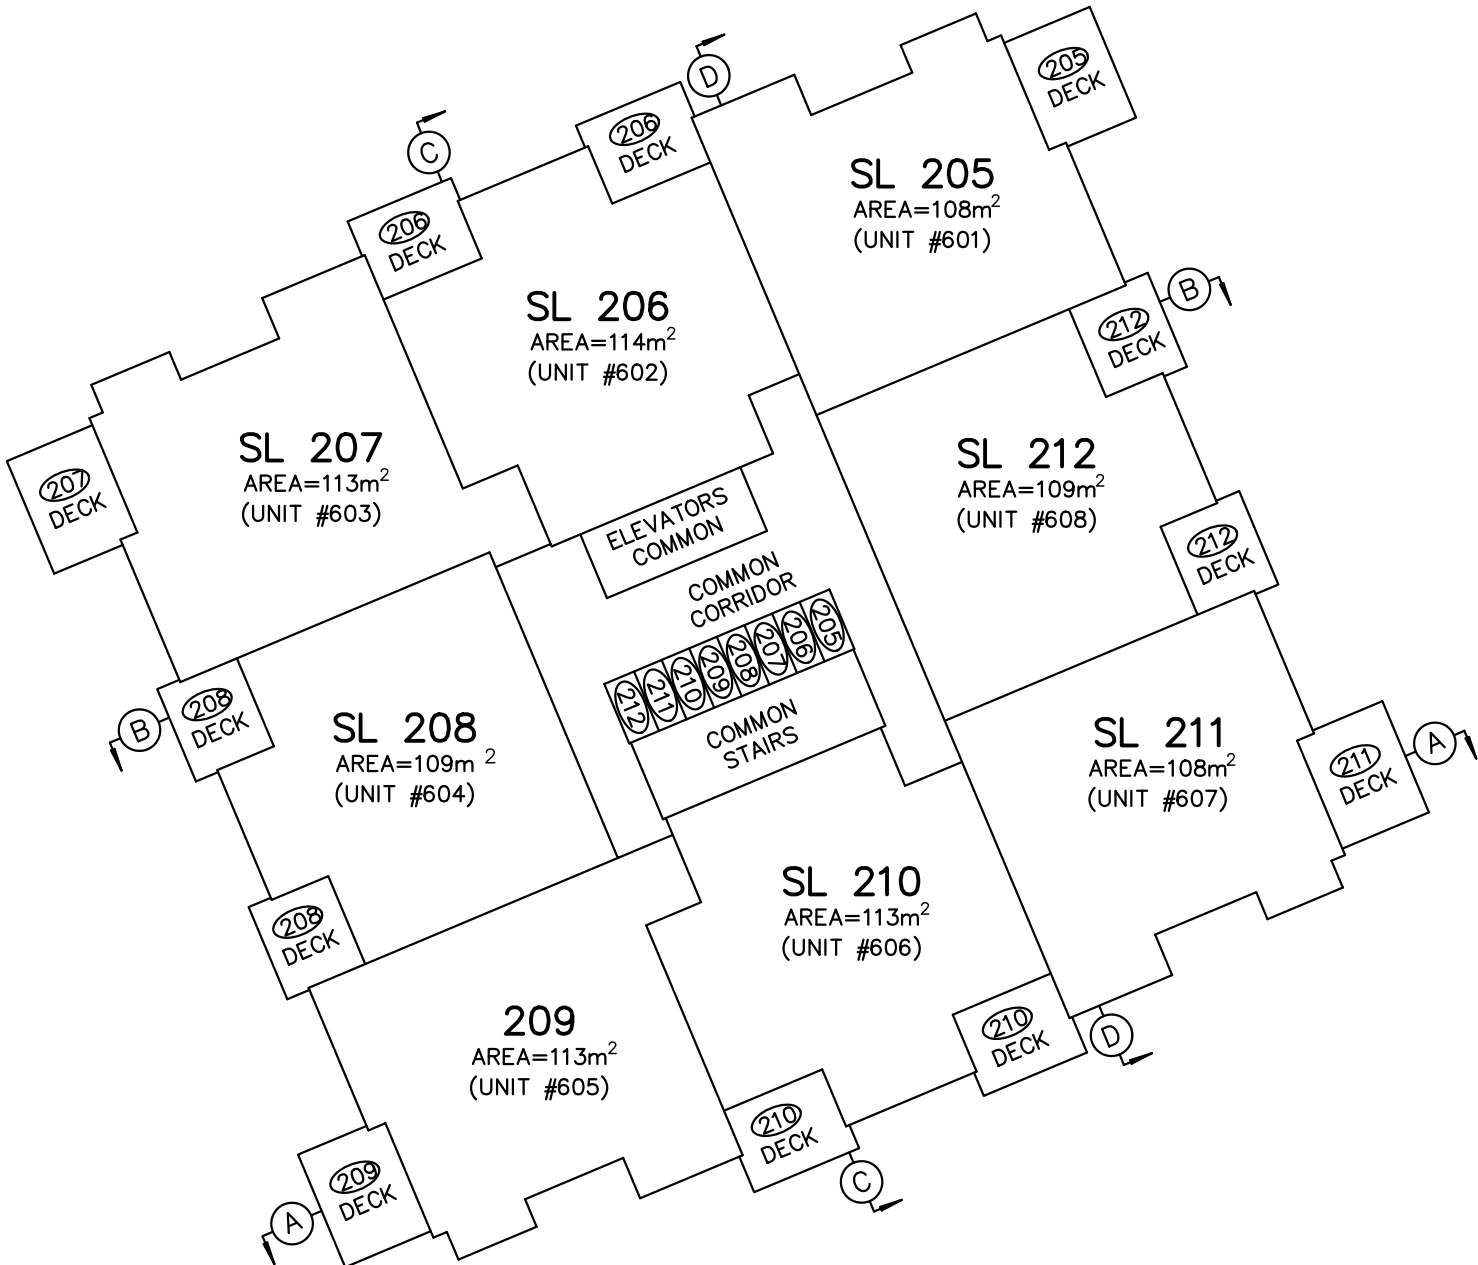 205
DECK
D
206
DECK
C
206
DECK
SL 205
AREA=108m²
(UNIT #601)
B
212
DECK
SL 206
AREA=114m²
(UNIT #602)
SL 207
AREA=113m²
(UNIT #603)
207
DECK
SL 212
AREA=109m²
(UNIT #608)
212
DECK
ELEVATORS
COMMON
COMMON
CORRIDOR
212
211
210
209
208
207
206
205
COMMON
STAIRS
208
DECK
B
SL 208
AREA=109m ²
(UNIT #604)
SL 211
AREA=108m²
(UNIT #607)
211
DECK
A
208
DECK
SL 210
AREA=113m²
(UNIT #606)
209
AREA=113m²
(UNIT #605)
210
DECK
D
210
DECK
C
209
DECK
A